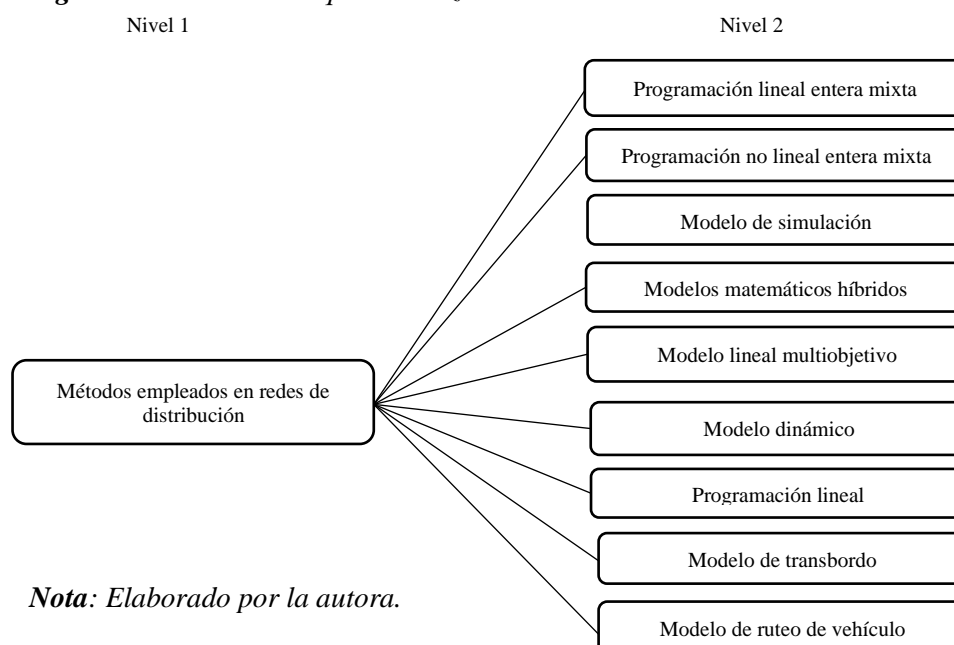 Nivel 1
Nivel 2
Programación lineal entera mixta
Programación no lineal entera mixta
Modelo de simulación
Modelos matemáticos híbridos
Modelo lineal multiobjetivo
Métodos empleados en redes de
distribución
Modelo dinámico
Programación lineal
Modelo de transbordo
Nota: Elaborado por la autora.
Modelo de ruteo de vehículo